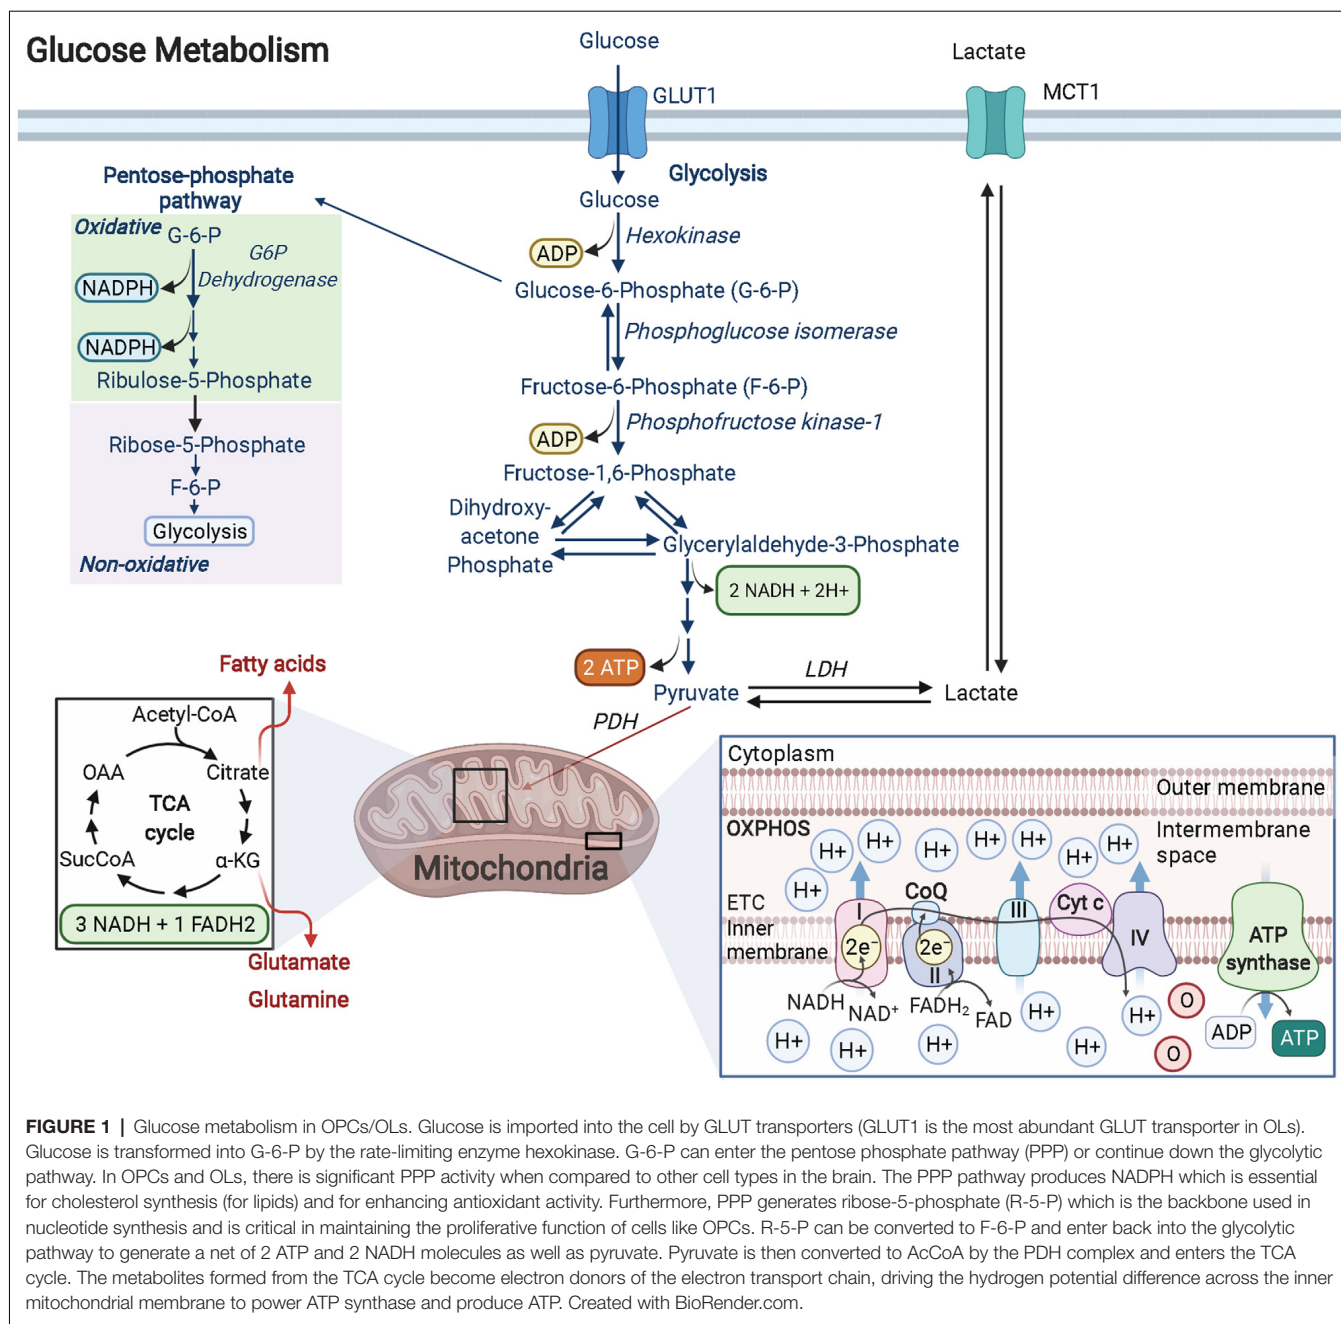 Glucose Metabolism
Glucose
Lactate
GLUT1
MCT1
Pentose-phosphate
pathway
Glycolysis
Glucose
Oxidative
G-6-P
G6P
Dehydrogenase
NADPH
NADPH
Ribulose-5-Phosphate
Ribose-5-Phosphate
F-6-P
Glycolysis
Non-oxidative
ADP
Hexokinase
Glucose-6-Phosphate (G-6-P)
Phosphoglucose isomerase
Fructose-6-Phosphate (F-6-P)
ADP
Phosphofructose kinase-1
Fructose-1,6-Phosphate
Dihydroxy-
acetone
Phosphate
Glycerylaldehyde-3-Phosphate
2 NADH + 2H+
2 ATP
Pyruvate
LDH
Lactate
PDH
Fatty acids
Acetyl-CoA
OAA
Citrate
TCA
cycle
SucCoA
α-KG
3 NADH + 1 FADH2
Glutamate
Glutamine
Mitochondria
Cytoplasm
Outer membrane
OXPHOS
Intermembrane
space
H+
H+
H+
H+
H+
H+
H+
H+
ETC
Inner
membrane
I
CoQ
III
Cyt c
IV
2e⁻
2e⁻
II
ATP
synthase
NADH
NAD⁺
FADH₂
FAD
H+
H+
O
ADP
ATP
H+
H+
H+
H+
O
FIGURE 1 | Glucose metabolism in OPCs/OLs. Glucose is imported into the cell by GLUT transporters (GLUT1 is the most abundant GLUT transporter in OLs).
Glucose is transformed into G-6-P by the rate-limiting enzyme hexokinase. G-6-P can enter the pentose phosphate pathway (PPP) or continue down the glycolytic
pathway. In OPCs and OLs, there is significant PPP activity when compared to other cell types in the brain. The PPP pathway produces NADPH which is essential
for cholesterol synthesis (for lipids) and for enhancing antioxidant activity. Furthermore, PPP generates ribose-5-phosphate (R-5-P) which is the backbone used in
nucleotide synthesis and is critical in maintaining the proliferative function of cells like OPCs. R-5-P can be converted to F-6-P and enter back into the glycolytic
pathway to generate a net of 2 ATP and 2 NADH molecules as well as pyruvate. Pyruvate is then converted to AcCoA by the PDH complex and enters the TCA
cycle. The metabolites formed from the TCA cycle become electron donors of the electron transport chain, driving the hydrogen potential difference across the inner
mitochondrial membrane to power ATP synthase and produce ATP. Created with BioRender.com.